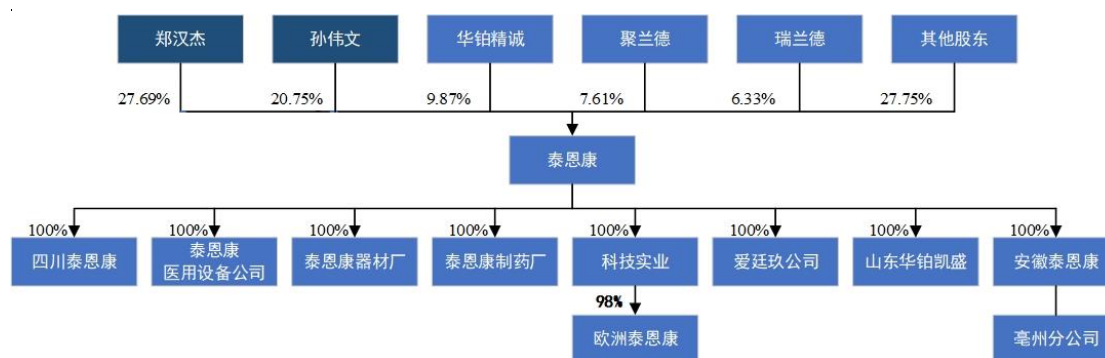 郑汉杰
孙伟文
华铂精诚
聚兰德
瑞兰德
其他股东
27.69%
20.75%
9.87%
7.61%
6.33%
27.75%
泰恩康
100%
100%
100%
100%
100%
100%
100%
100%
四川泰恩康
泰恩康
医用设备公司
泰恩康器材厂
泰恩康制药厂
科技实业
爱廷玖公司
山东华铂凯盛
安徽泰恩康
98%
欧洲泰恩康
亳州分公司